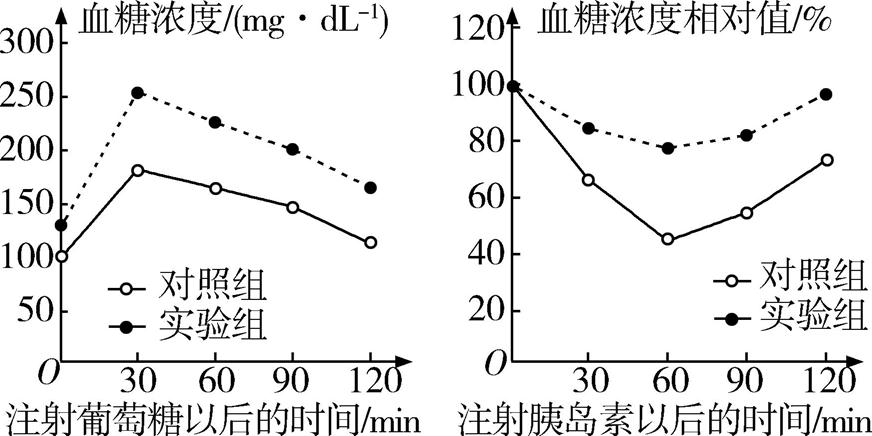 血糖浓度/(mg·dL⁻¹)
300
250
200
150
100
50
O
30
60
90
120
对照组
实验组
注射葡萄糖以后的时间/min
血糖浓度相对值/%
120
100
80
60
40
20
O
30
60
90
120
对照组
实验组
注射胰岛素以后的时间/min